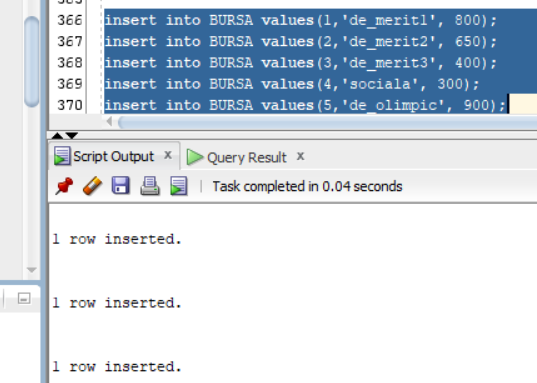 366 insert into BURSA values(1,'de_merit1', 800);
367 insert into BURSA values(2,'de_merit2', 650);
368 insert into BURSA values(3,'de_merit3', 400);
369 insert into BURSA values(4,'sociala', 300);
370 insert into BURSA values(5,'de_olimpic', 900);
Script Output x Query Result x
Task completed in 0.04 seconds
1 row inserted.
1 row inserted.
1 row inserted.